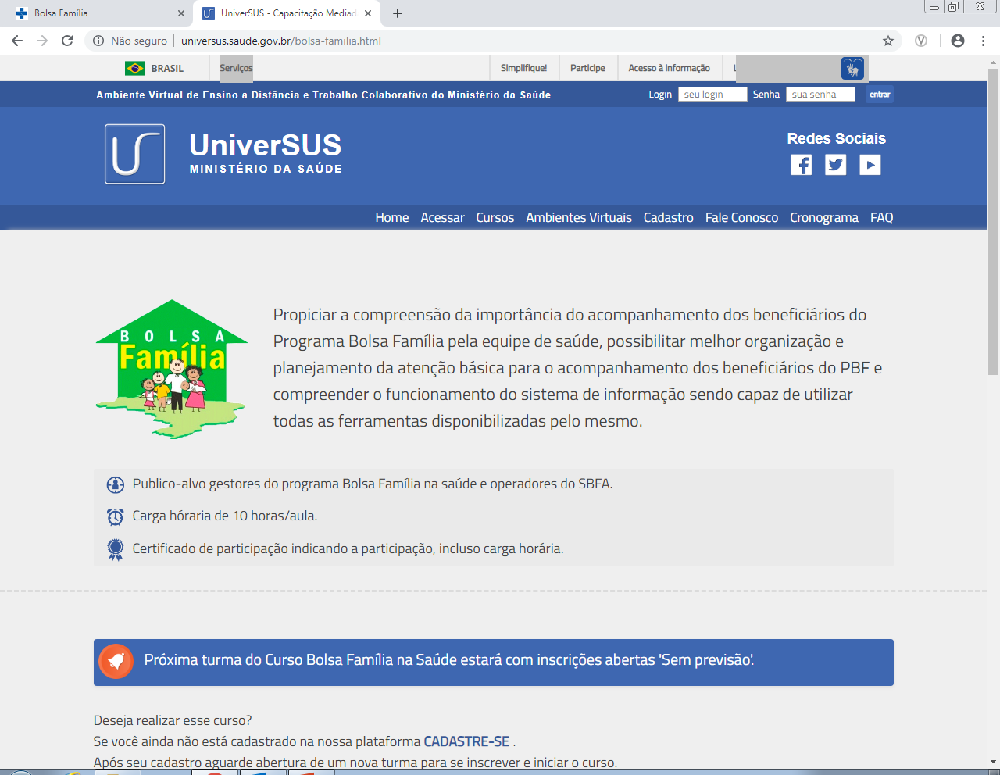 Bolsa Família
UniverSUS - Capacitação Mediad
Não seguro
universus.saude.gov.br/bolsa-familia.html
BRASIL
Serviços
Simplifique!
Participe
Acesso à informação
Ambiente Virtual de Ensino a Distância e Trabalho Colaborativo do Ministério da Saúde
Login
seu login
Senha
sua senha
entrar
UniverSUS
MINISTÉRIO DA SAÚDE
Redes Sociais
Home Acessar Cursos Ambientes Virtuais Cadastro Fale Conosco Cronograma FAQ
BOLSA
Família
Propiciar a compreensão da importância do acompanhamento dos beneficiários do
Programa Bolsa Família pela equipe de saúde, possibilitar melhor organização e
planejamento da atenção básica para o acompanhamento dos beneficiários do PBF e
compreender o funcionamento do sistema de informação sendo capaz de utilizar
todas as ferramentas disponibilizadas pelo mesmo.
Publico-alvo gestores do programa Bolsa Família na saúde e operadores do SBFA.
Carga hóraria de 10 horas/aula.
Certificado de participação indicando a participação, incluso carga horária.
Próxima turma do Curso Bolsa Família na Saúde estará com inscrições abertas 'Sem previsão'.
Deseja realizar esse curso?
Se você ainda não está cadastrado na nossa plataforma CADASTRE-SE .
Após seu cadastro aguarde abertura de um nova turma para se inscrever e iniciar o curso.